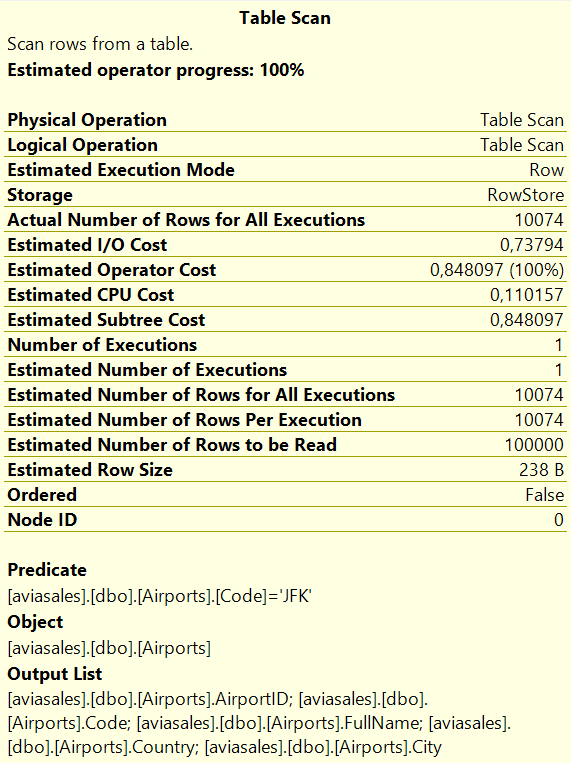 Table Scan
Scan rows from a table.
Estimated operator progress: 100%
Physical Operation Table Scan
Logical Operation Table Scan
Estimated Execution Mode Row
Storage RowStore
Actual Number of Rows for All Executions 10074
Estimated I/O Cost 0,73794
Estimated Operator Cost 0,848097 (100%)
Estimated CPU Cost 0,110157
Estimated Subtree Cost 0,848097
Number of Executions 1
Estimated Number of Executions 1
Estimated Number of Rows for All Executions 10074
Estimated Number of Rows Per Execution 10074
Estimated Number of Rows to be Read 100000
Estimated Row Size 238 B
Ordered False
Node ID 0
Predicate
[aviasales].[dbo].[Airports].[Code]='JFK'
Object
[aviasales].[dbo].[Airports]
Output List
[aviasales].[dbo].[Airports].AirportID; [aviasales].[dbo].
[Airports].Code; [aviasales].[dbo].[Airports].FullName; [aviasales].
[dbo].[Airports].Country; [aviasales].[dbo].[Airports].City